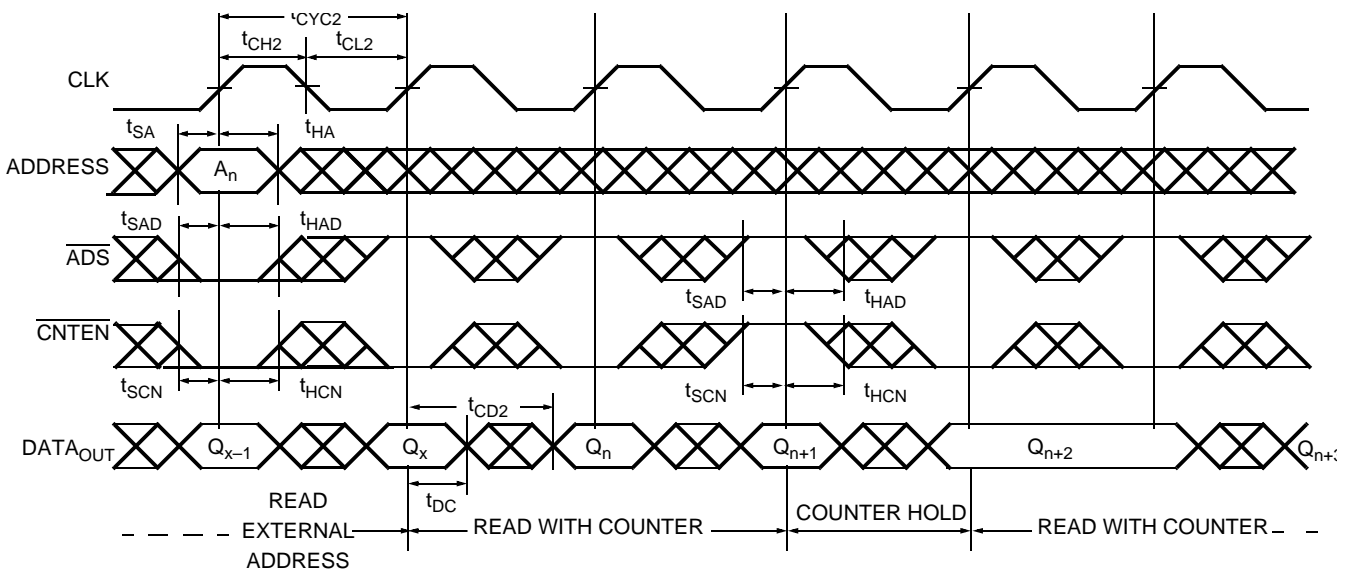 tCYC2
tCH2 tCL2
CLK
tSA tHA
ADDRESS An
tSAD tHAD
ADS
tSAD tHAD
CNTEN
tSCN tHCN tSCN tHCN
tCD2
DATAOUT Qx–1 Qx Qn Qn+1 Qn+2 Qn+3
tDC
READ
EXTERNAL
ADDRESS
READ WITH COUNTER
COUNTER HOLD
READ WITH COUNTER